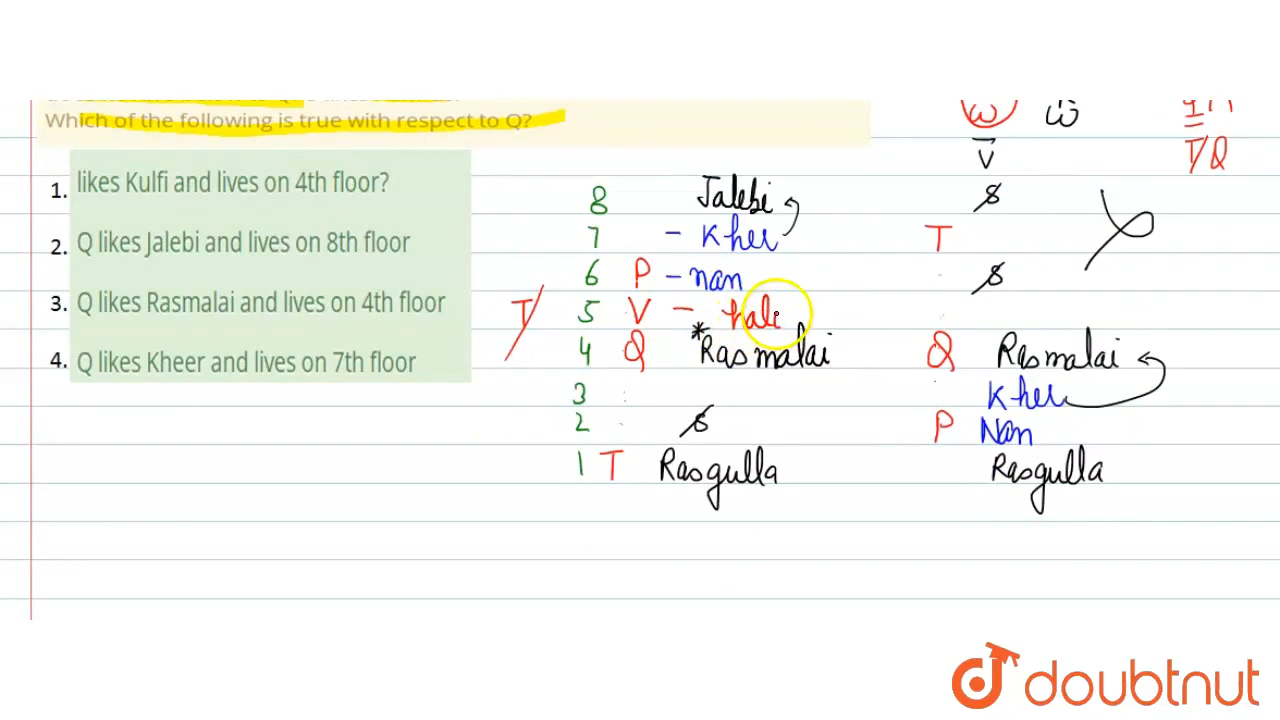 Which of the following is true with respect to Q?
1. likes Kulfi and lives on 4th floor?
2. Q likes Jalebi and lives on 8th floor
3. Q likes Rasmalai and lives on 4th floor
4. Q likes Kheer and lives on 7th floor
V
T/Q
8 Jalebi S
7 - Kheer T
6 P - nan S
T 5 V - hal
4 Q *Rasmalai Q Rasmalai
3 Kheer
2 S P Nan
1 T Rasgulla Rasgulla
doubtnut